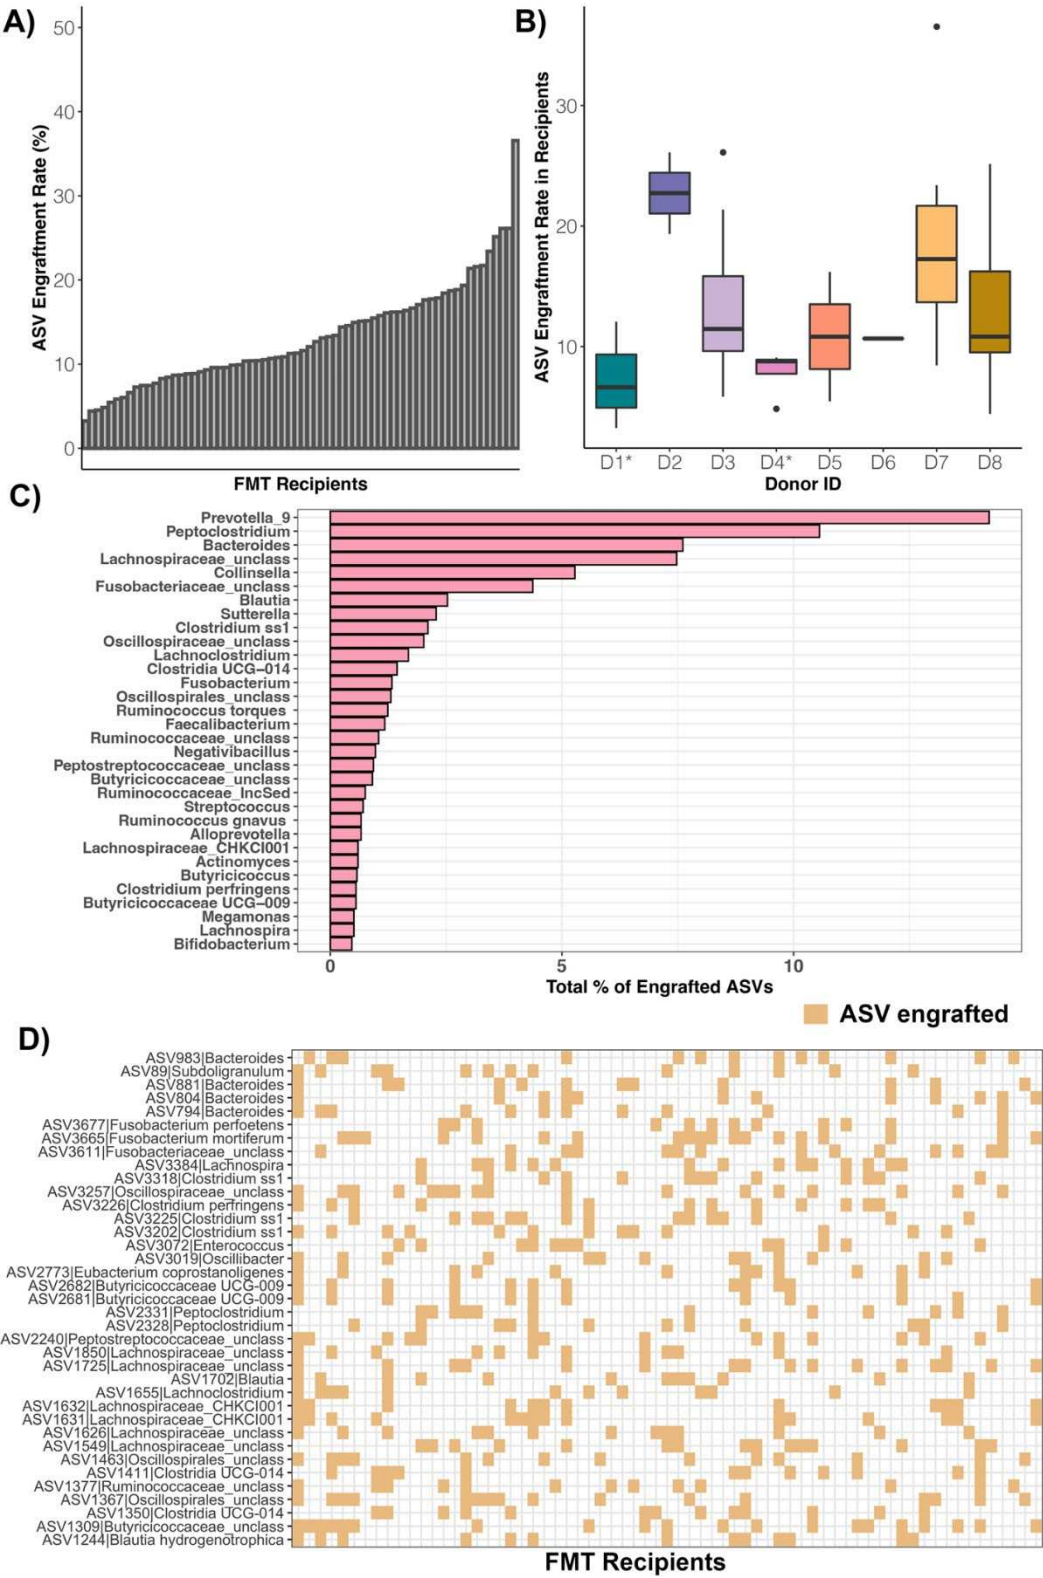 A)
ASV Engraftment Rate (%)
50
40
30
20
10
0
FMT Recipients
B)
ASV Engraftment Rate in Recipients
30
20
10
D1* D2 D3 D4* D5 D6 D7 D8
Donor ID
C)
Prevotella_9
Peptoclostridium
Bacteroides
Lachnospiraceae_unclass
Collinsella
Fusobacteriaceae_unclass
Blautia
Sutterella
Clostridium ss1
Oscillospiraceae_unclass
Lachnoclostridium
Clostridia UCG-014
Fusobacterium
Oscillospirales_unclass
Ruminococcus torques
Faecalibacterium
Ruminococcaceae_unclass
Negativibacillus
Peptostreptococcaceae_unclass
Butyricicoccaceae_unclass
Ruminococcaceae_IncSed
Streptococcus
Ruminococcus gnavus
Alloprevotella
Lachnospiraceae_CHKCI001
Actinomyces
Butyricicoccus
Clostridium perfringens
Butyricicoccaceae UCG-009
Megamonas
Lachnospira
Bifidobacterium
0 5 10
Total % of Engrafted ASVs
ASV engrafted
D)
ASV983|Bacteroides
ASV89|Subdoligranulum
ASV881|Bacteroides
ASV804|Bacteroides
ASV794|Bacteroides
ASV3677|Fusobacterium perfoetens
ASV3665|Fusobacterium mortiferum
ASV3611|Fusobacteriaceae_unclass
ASV3384|Lachnospira
ASV3318|Clostridium ss1
ASV3257|Oscillospiraceae_unclass
ASV3226|Clostridium perfringens
ASV3225|Clostridium ss1
ASV3202|Clostridium ss1
ASV3072|Enterococcus
ASV3019|Oscillibacter
ASV2773|Eubacterium coprostanoligenes
ASV2682|Butyricicoccaceae UCG-009
ASV2681|Butyricicoccaceae UCG-009
ASV2331|Peptoclostridium
ASV2328|Peptoclostridium
ASV2240|Peptostreptococcaceae_unclass
ASV1850|Lachnospiraceae_unclass
ASV1725|Lachnospiraceae_unclass
ASV1702|Blautia
ASV1655|Lachnoclostridium
ASV1632|Lachnospiraceae_CHKCI001
ASV1631|Lachnospiraceae_CHKCI001
ASV1626|Lachnospiraceae_unclass
ASV1549|Lachnospiraceae_unclass
ASV1463|Oscillospirales_unclass
ASV1411|Clostridia UCG-014
ASV1377|Ruminococcaceae_unclass
ASV1367|Oscillospirales_unclass
ASV1350|Clostridia UCG-014
ASV1309|Butyricicoccaceae_unclass
ASV1244|Blautia hydrogenotrophica
FMT Recipients